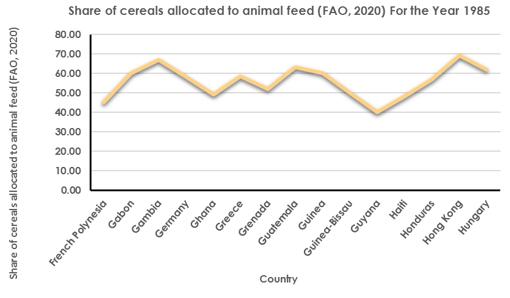 Share of cereals allocated to animal feed (FAO, 2020) For the Year 1985
Share of cereals allocated to animal feed (FAO, 2020)
80.00
70.00
60.00
50.00
40.00
30.00
20.00
10.00
0.00
French Polynesia
Gabon
Gambia
Germany
Ghana
Greece
Grenada
Guatemala
Guinea
Guinea-Bissau
Guyana
Haiti
Honduras
Hong Kong
Hungary
Country